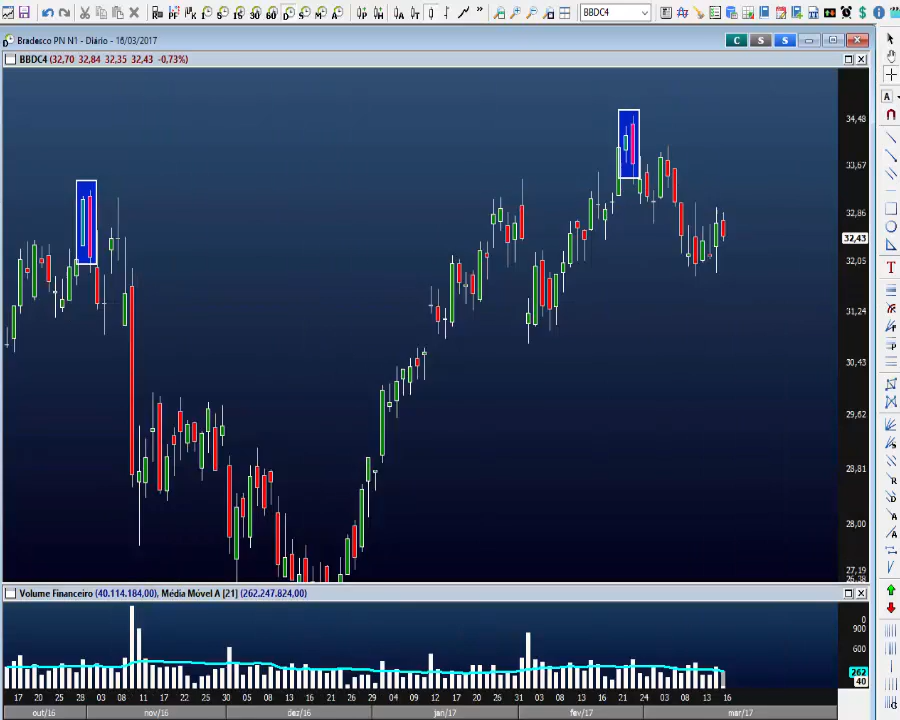 BBDC4
Bradesco PN N1 - Diário - 16/03/2017
C S S
BBDC4 (32,70 32,84 32,35 32,43 -0,73%)
34,48
33,67
32,86
32,43
32,05
31,24
30,43
29,62
28,81
28,00
27,19
26,38
Volume Financeiro (40.114.184,00), Média Móvel A [21] (262.247.824,00)
0
900
600
262
40
17 20 25 28 03 08 11 17 22 25 30 05 08 13 16 21 26 29 04 09 12 17 20 26 31 03 08 13 16 21 24 03 08 13 16
out/16 nov/16 dez/16 jan/17 fev/17 mar/17